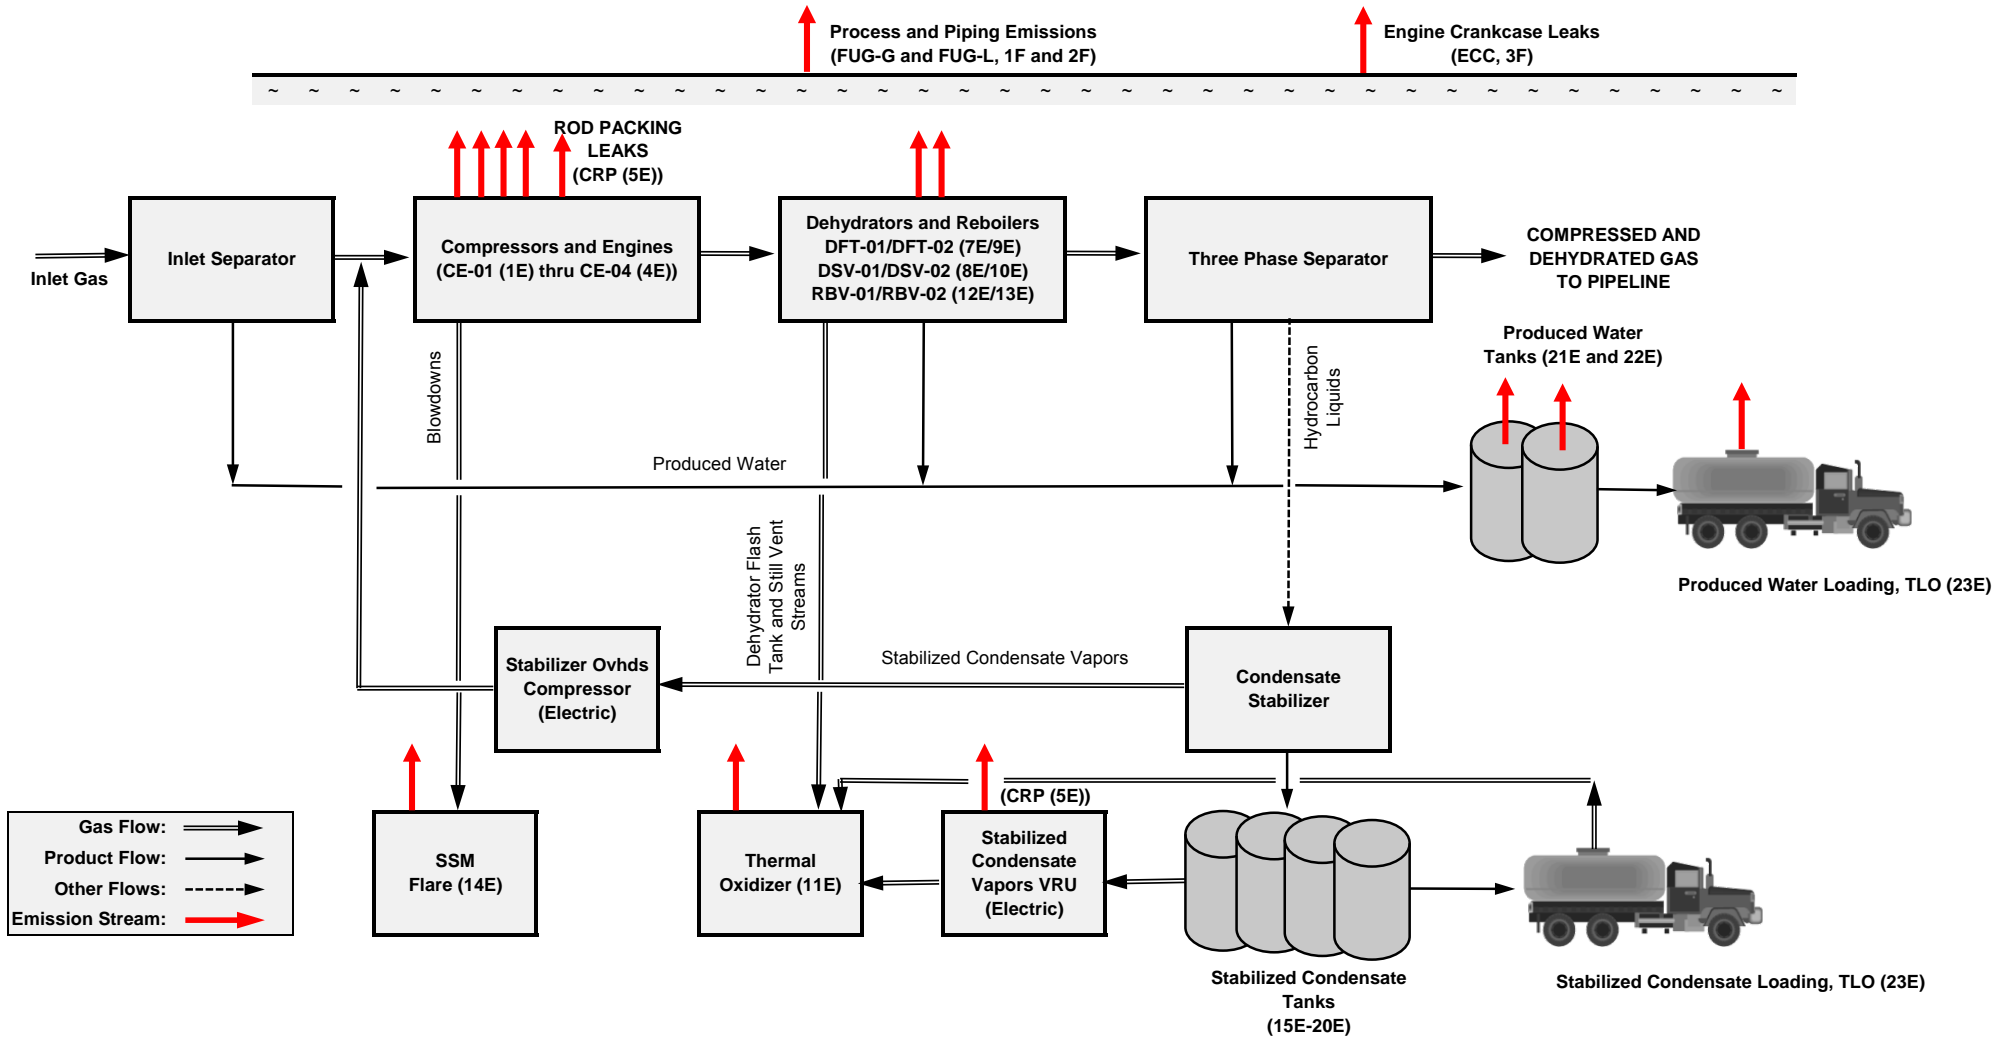 Process and Piping Emissions
(FUG-G and FUG-L, 1F and 2F)
Engine Crankcase Leaks
(ECC, 3F)
~ ~ ~ ~ ~ ~ ~ ~ ~ ~ ~ ~ ~ ~ ~ ~ ~ ~ ~ ~ ~ ~ ~ ~ ~ ~ ~ ~ ~ ~ ~ ~ ~ ~ ~ ~ ~ ~
ROD PACKING
LEAKS
(CRP (5E))
Inlet Gas
Inlet Separator
Compressors and Engines
(CE-01 (1E) thru CE-04 (4E))
Dehydrators and Reboilers
DFT-01/DFT-02 (7E/9E)
DSV-01/DSV-02 (8E/10E)
RBV-01/RBV-02 (12E/13E)
Three Phase Separator
COMPRESSED AND
DEHYDRATED GAS
TO PIPELINE
Produced Water
Tanks (21E and 22E)
Blowdowns
Hydrocarbon
Liquids
Produced Water
Dehydrator Flash
Tank and Still Vent
Streams
Produced Water Loading, TLO (23E)
Stabilizer Ovhds
Compressor
(Electric)
Stabilized Condensate Vapors
Condensate
Stabilizer
(CRP (5E))
Gas Flow:
Product Flow:
Other Flows:
Emission Stream:
SSM
Flare (14E)
Thermal
Oxidizer (11E)
Stabilized
Condensate
Vapors VRU
(Electric)
Stabilized Condensate
Tanks
(15E-20E)
Stabilized Condensate Loading, TLO (23E)